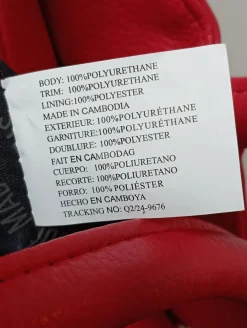 BODY: 100%POLYURETHANE
TRIM: 100%POLYURETHANE
LINING:100%POLYESTER
MADE IN CAMBODIA
EXTERIEUR: 100%POLYURÉTHANE
GARNITURE:100%POLYURÉTHANE
DOUBLURE: 100%POLYESTER
FAIT EN CAMBODAG
CUERPO: 100%POLIURETANO
RECORTE: 100%POLIURETANO
FORRO: 100% POLIÉSTER
HECHO EN CAMBOYA
TRACKING NO: Q2/24-9676